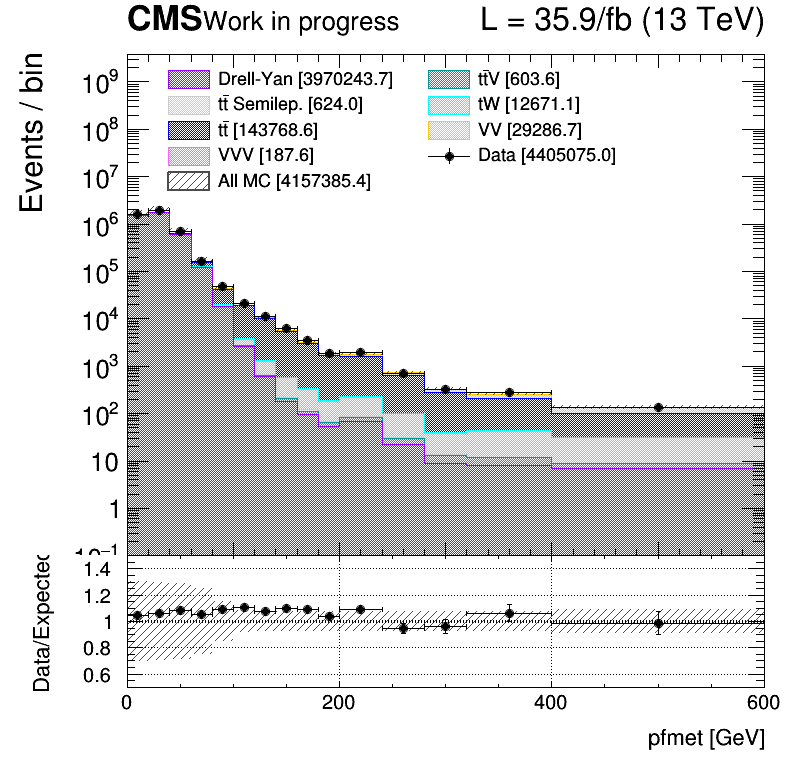 CMS Work in progress L = 35.9/fb (13 TeV)
Events / bin
Drell-Yan [3970243.7]
tt̄ Semilep. [624.0]
tt̄ [143768.6]
VVV [187.6]
All MC [4157385.4]
tt̄V [603.6]
tW [12671.1]
VV [29286.7]
Data [4405075.0]
10⁹
10⁸
10⁷
10⁶
10⁵
10⁴
10³
10²
10
1
10⁻¹
Data/Expected
1.4
1.2
1
0.8
0.6
0 200 400 600
pfmet [GeV]